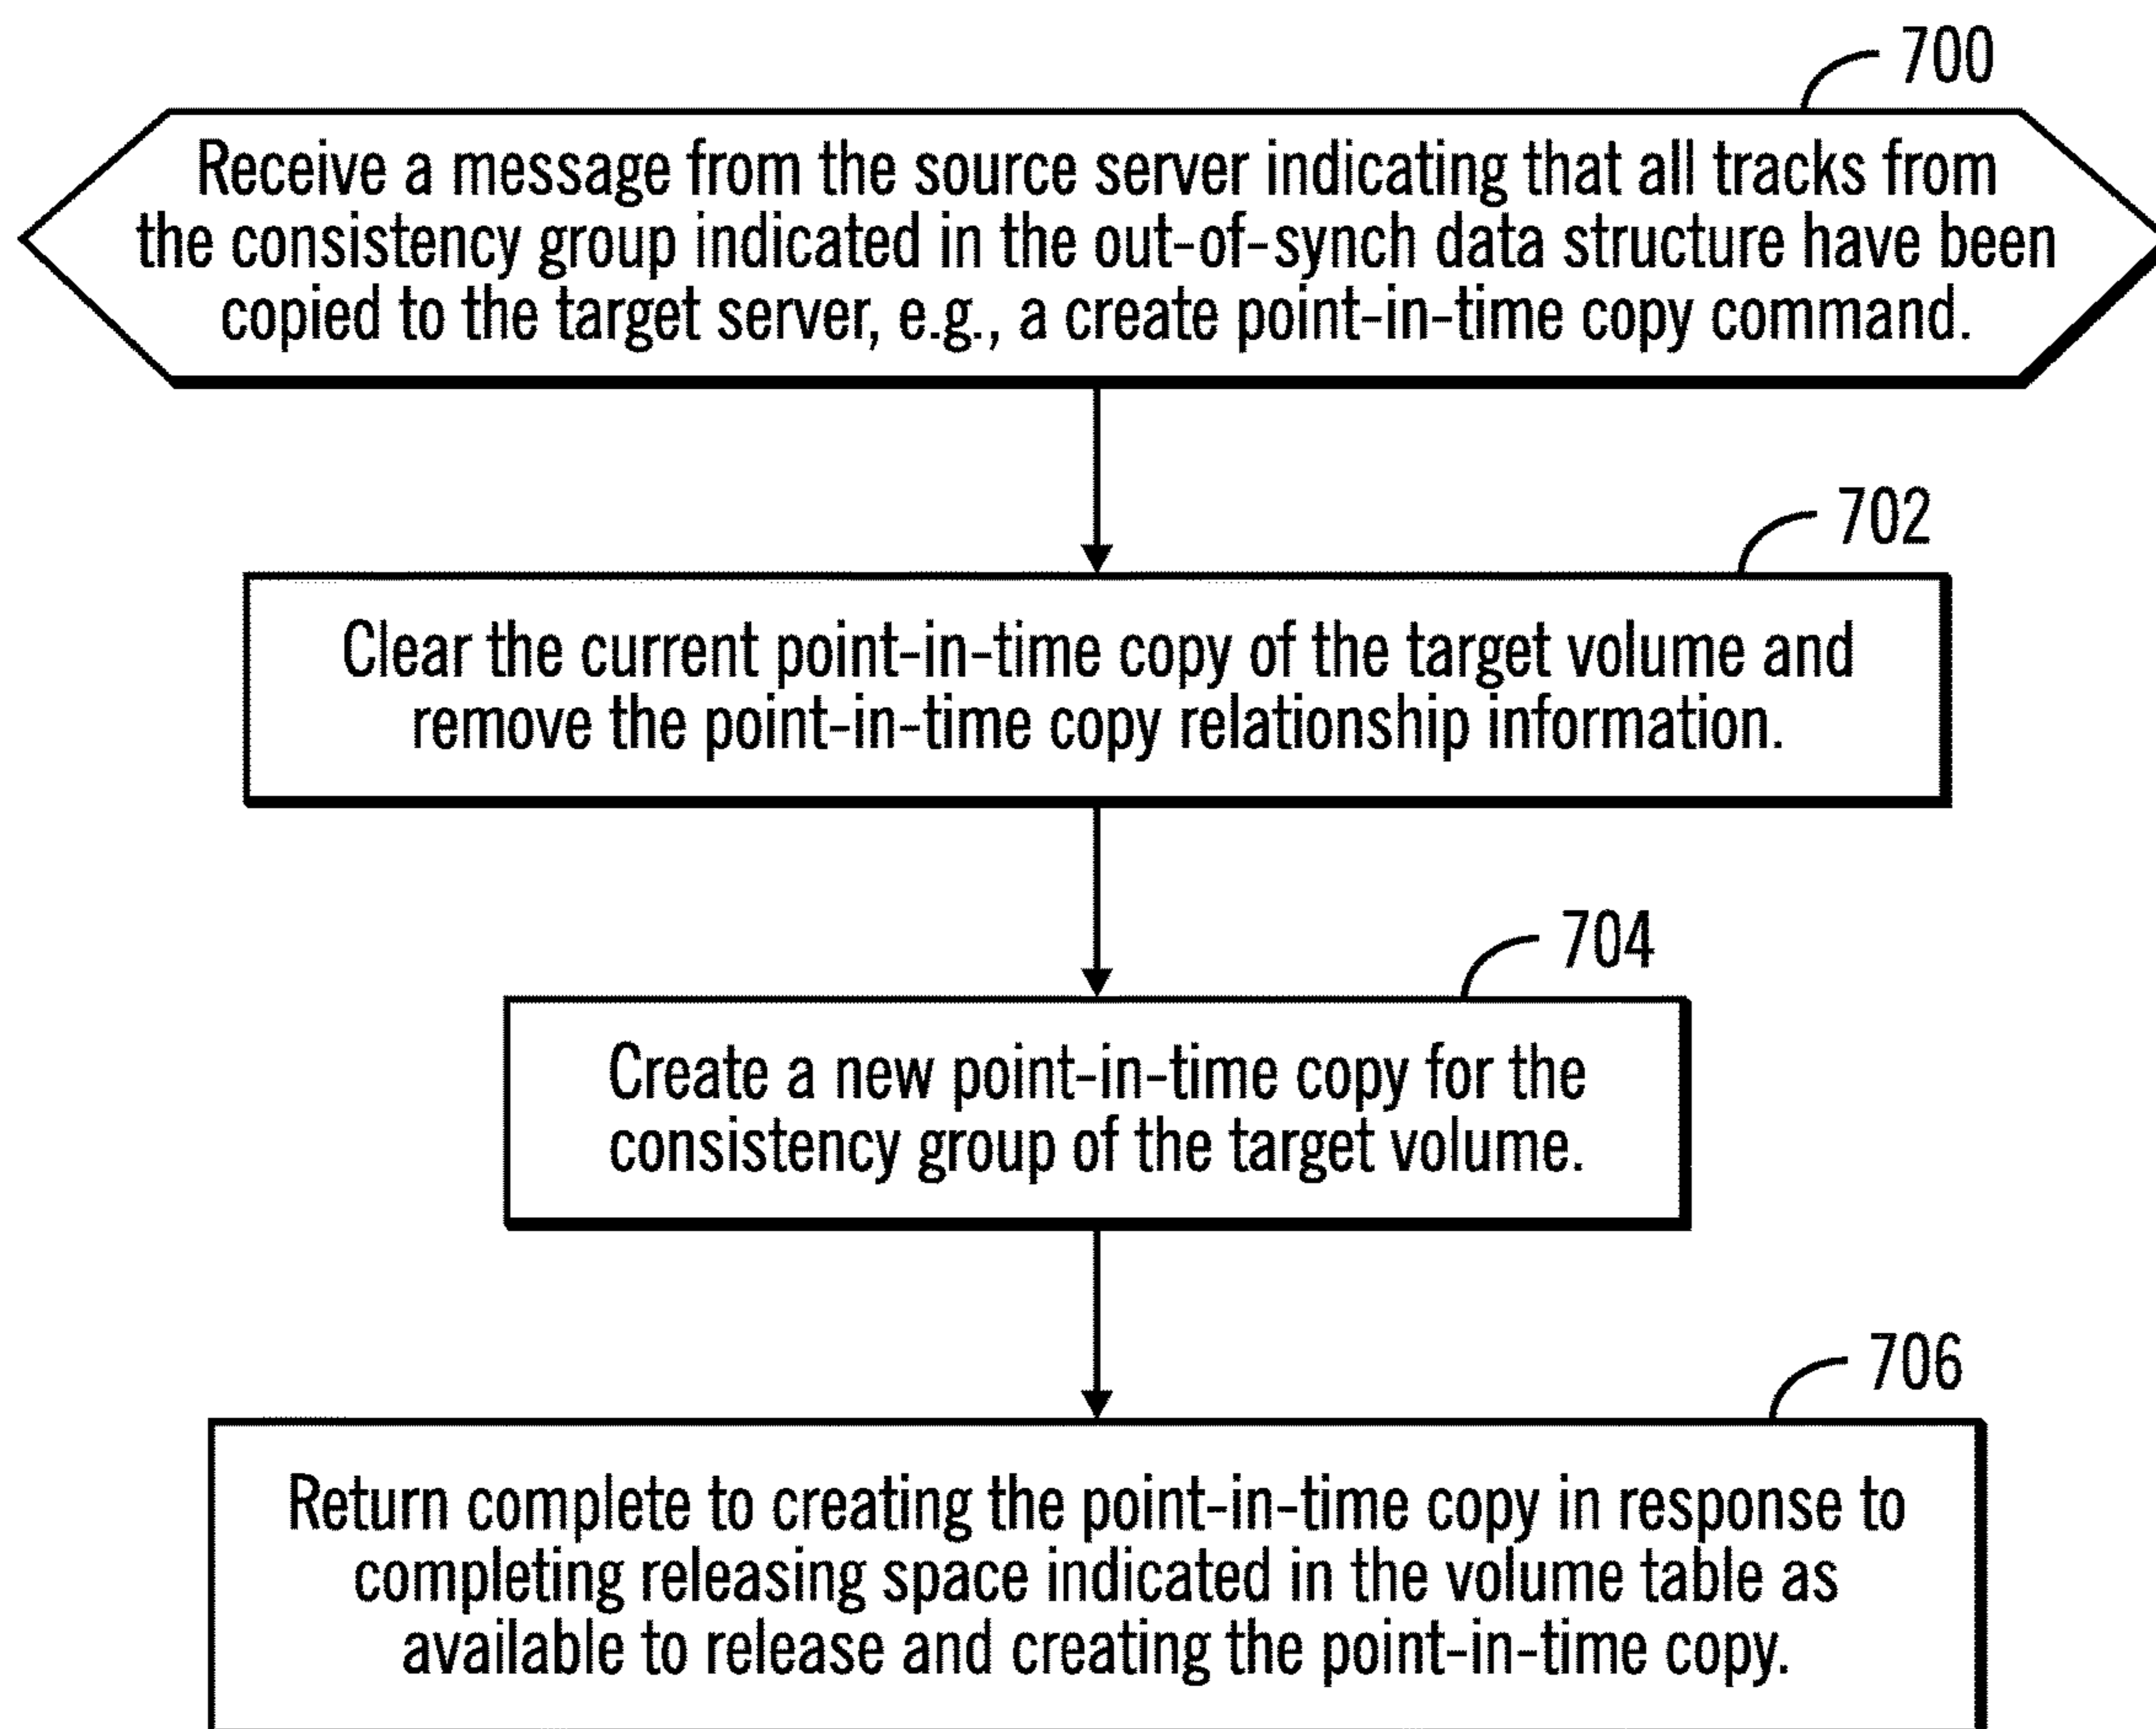 700
Receive a message from the source server indicating that all tracks from
the consistency group indicated in the out-of-synch data structure have been
copied to the target server, e.g., a create point-in-time copy command.
702
Clear the current point-in-time copy of the target volume and
remove the point-in-time copy relationship information.
704
Create a new point-in-time copy for the
consistency group of the target volume.
706
Return complete to creating the point-in-time copy in response to
completing releasing space indicated in the volume table as
available to release and creating the point-in-time copy.